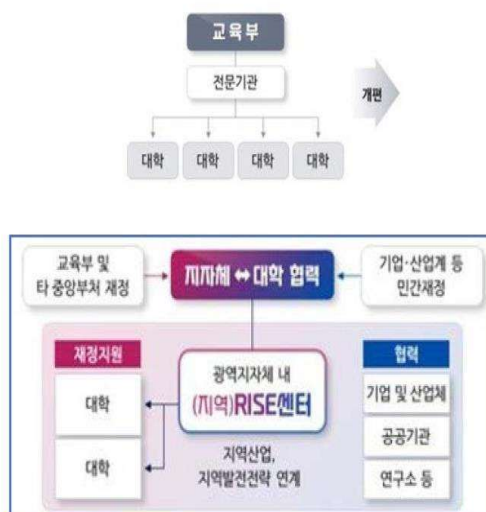 교육부
전문기관
개편
대학 대학 대학 대학
교육부 및
타 중앙부처 재정
지자체 ↔ 대학 협력
기업·산업계 등
민간재정
재정지원
대학
대학
광역지자체 내
(지역)RISE센터
지역산업,
지역발전전략 연계
협력
기업 및 산업체
공공기관
연구소 등